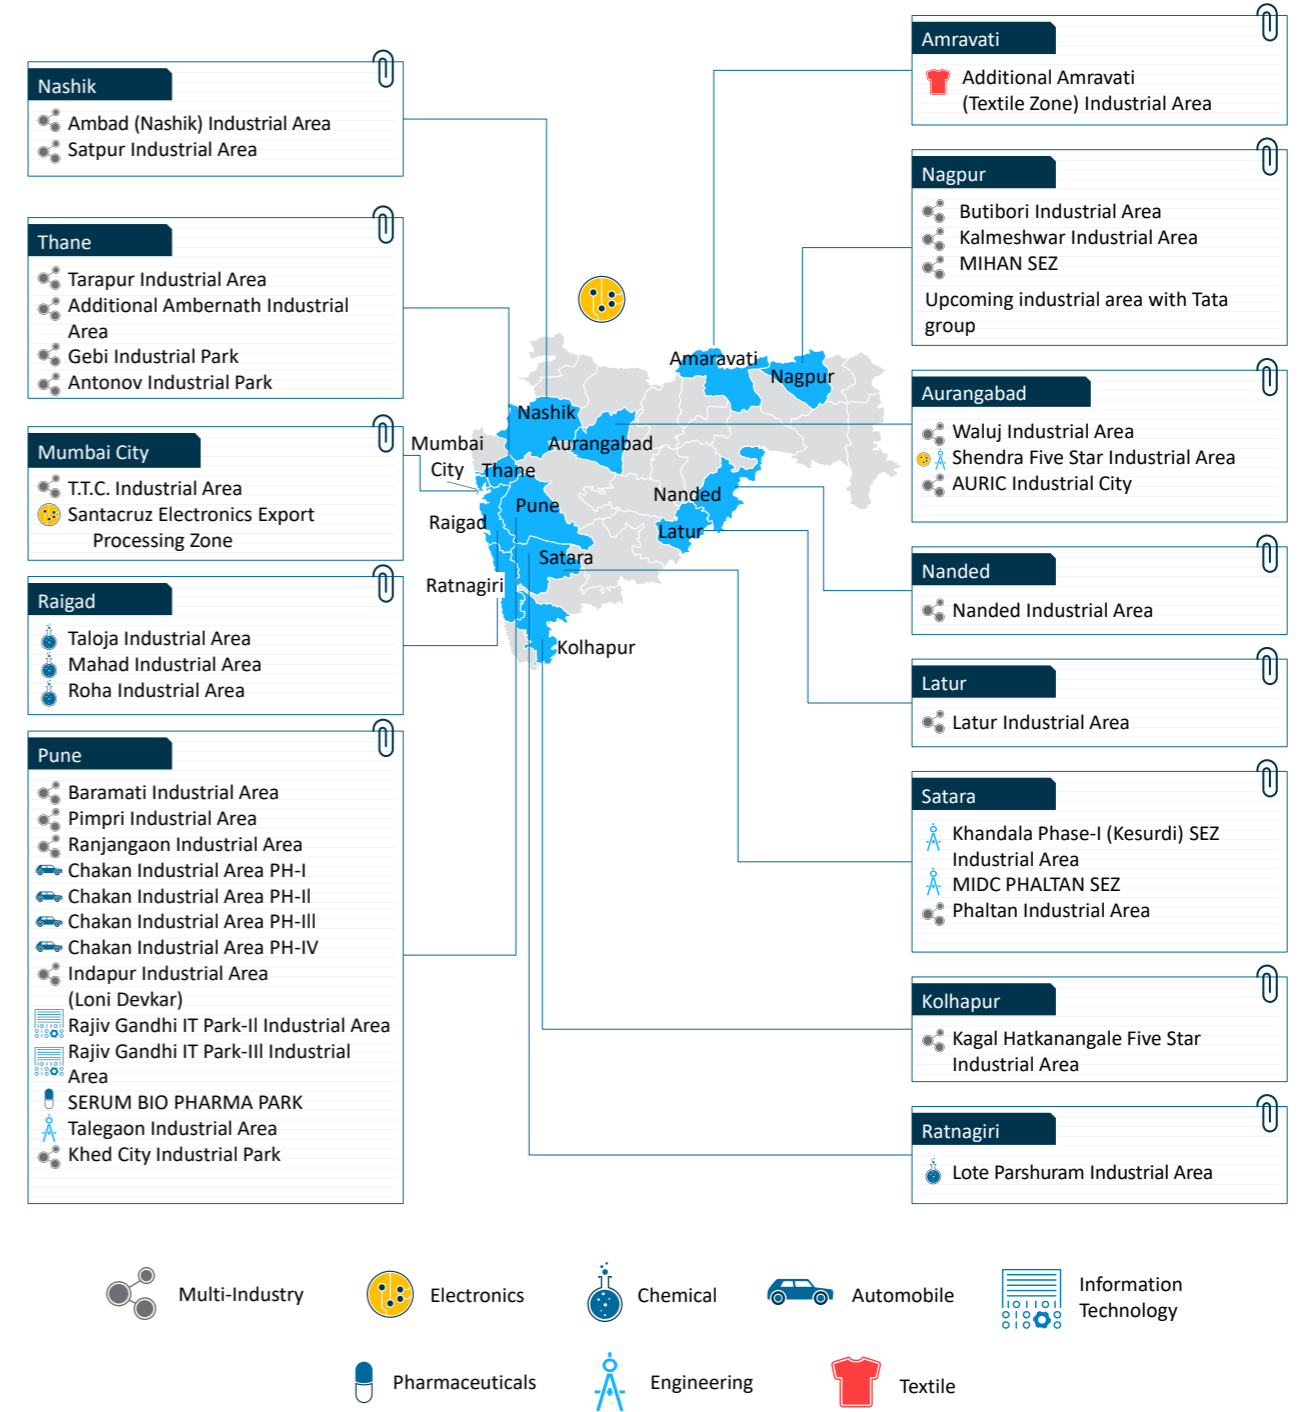 Nashik
Ambad (Nashik) Industrial Area
Satpur Industrial Area
Thane
Tarapur Industrial Area
Additional Ambernath Industrial
Area
Gebi Industrial Park
Antonov Industrial Park
Mumbai City
T.T.C. Industrial Area
Santacruz Electronics Export
Processing Zone
Raigad
Taloja Industrial Area
Mahad Industrial Area
Roha Industrial Area
Pune
Baramati Industrial Area
Pimpri Industrial Area
Ranjangaon Industrial Area
Chakan Industrial Area PH-I
Chakan Industrial Area PH-Il
Chakan Industrial Area PH-Ill
Chakan Industrial Area PH-IV
Indapur Industrial Area
(Loni Devkar)
Rajiv Gandhi IT Park-Il Industrial Area
Rajiv Gandhi IT Park-Ill Industrial
Area
SERUM BIO PHARMA PARK
Talegaon Industrial Area
Khed City Industrial Park
Amaravati
Nagpur
Nashik
Aurangabad
Mumbai
City
Thane
Nanded
Pune
Raigad
Latur
Satara
Ratnagiri
Kolhapur
Amravati
Additional Amravati
(Textile Zone) Industrial Area
Nagpur
Butibori Industrial Area
Kalmeshwar Industrial Area
MIHAN SEZ
Upcoming industrial area with Tata
group
Aurangabad
Waluj Industrial Area
Shendra Five Star Industrial Area
AURIC Industrial City
Nanded
Nanded Industrial Area
Latur
Latur Industrial Area
Satara
Khandala Phase-I (Kesurdi) SEZ
Industrial Area
MIDC PHALTAN SEZ
Phaltan Industrial Area
Kolhapur
Kagal Hatkanangale Five Star
Industrial Area
Ratnagiri
Lote Parshuram Industrial Area
Multi-Industry
Electronics
Chemical
Automobile
Information
Technology
Pharmaceuticals
Engineering
Textile